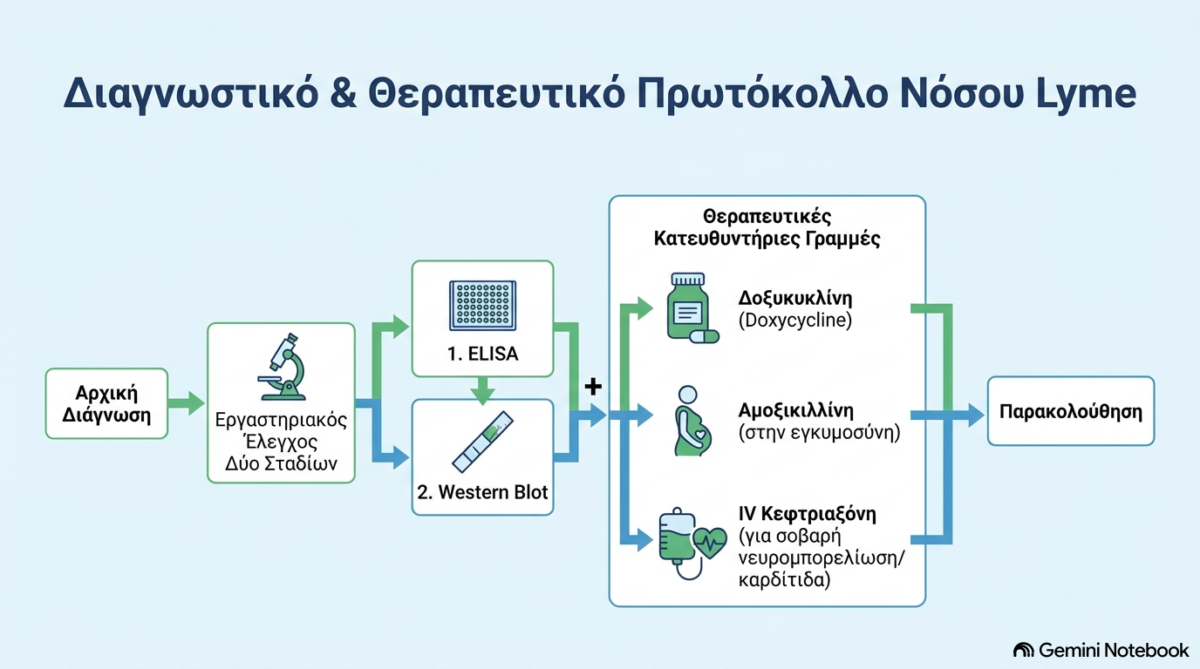 Διαγνωστικό & Θεραπευτικό Πρωτόκολλο Νόσου Lyme
Αρχική
Διάγνωση
Εργαστηριακός
Έλεγχος
Δύο Σταδίων
1. ELISA
2. Western Blot
+
Θεραπευτικές
Κατευθυντήριες Γραμμές
Δοξυκυκλίνη
(Doxycycline)
Αμοξικιλλίνη
(στην εγκυμοσύνη)
IV Κεφτριαξόνη
(για σοβαρή
νευρομπορελίωση/
καρδίτιδα)
Παρακολούθηση
Gemini Notebook